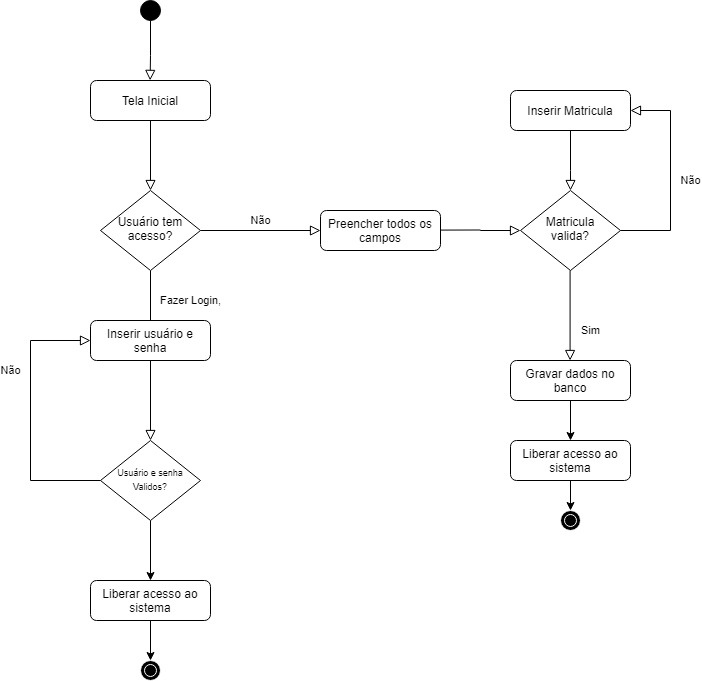 Tela Inicial
Inserir Matricula
Não
Usuário tem
acesso?
Não
Preencher todos os
campos
Matricula
valida?
Fazer Login,
Inserir usuário e
senha
Sim
Não
Gravar dados no
banco
Usuário e senha
Validos?
Liberar acesso ao
sistema
Liberar acesso ao
sistema